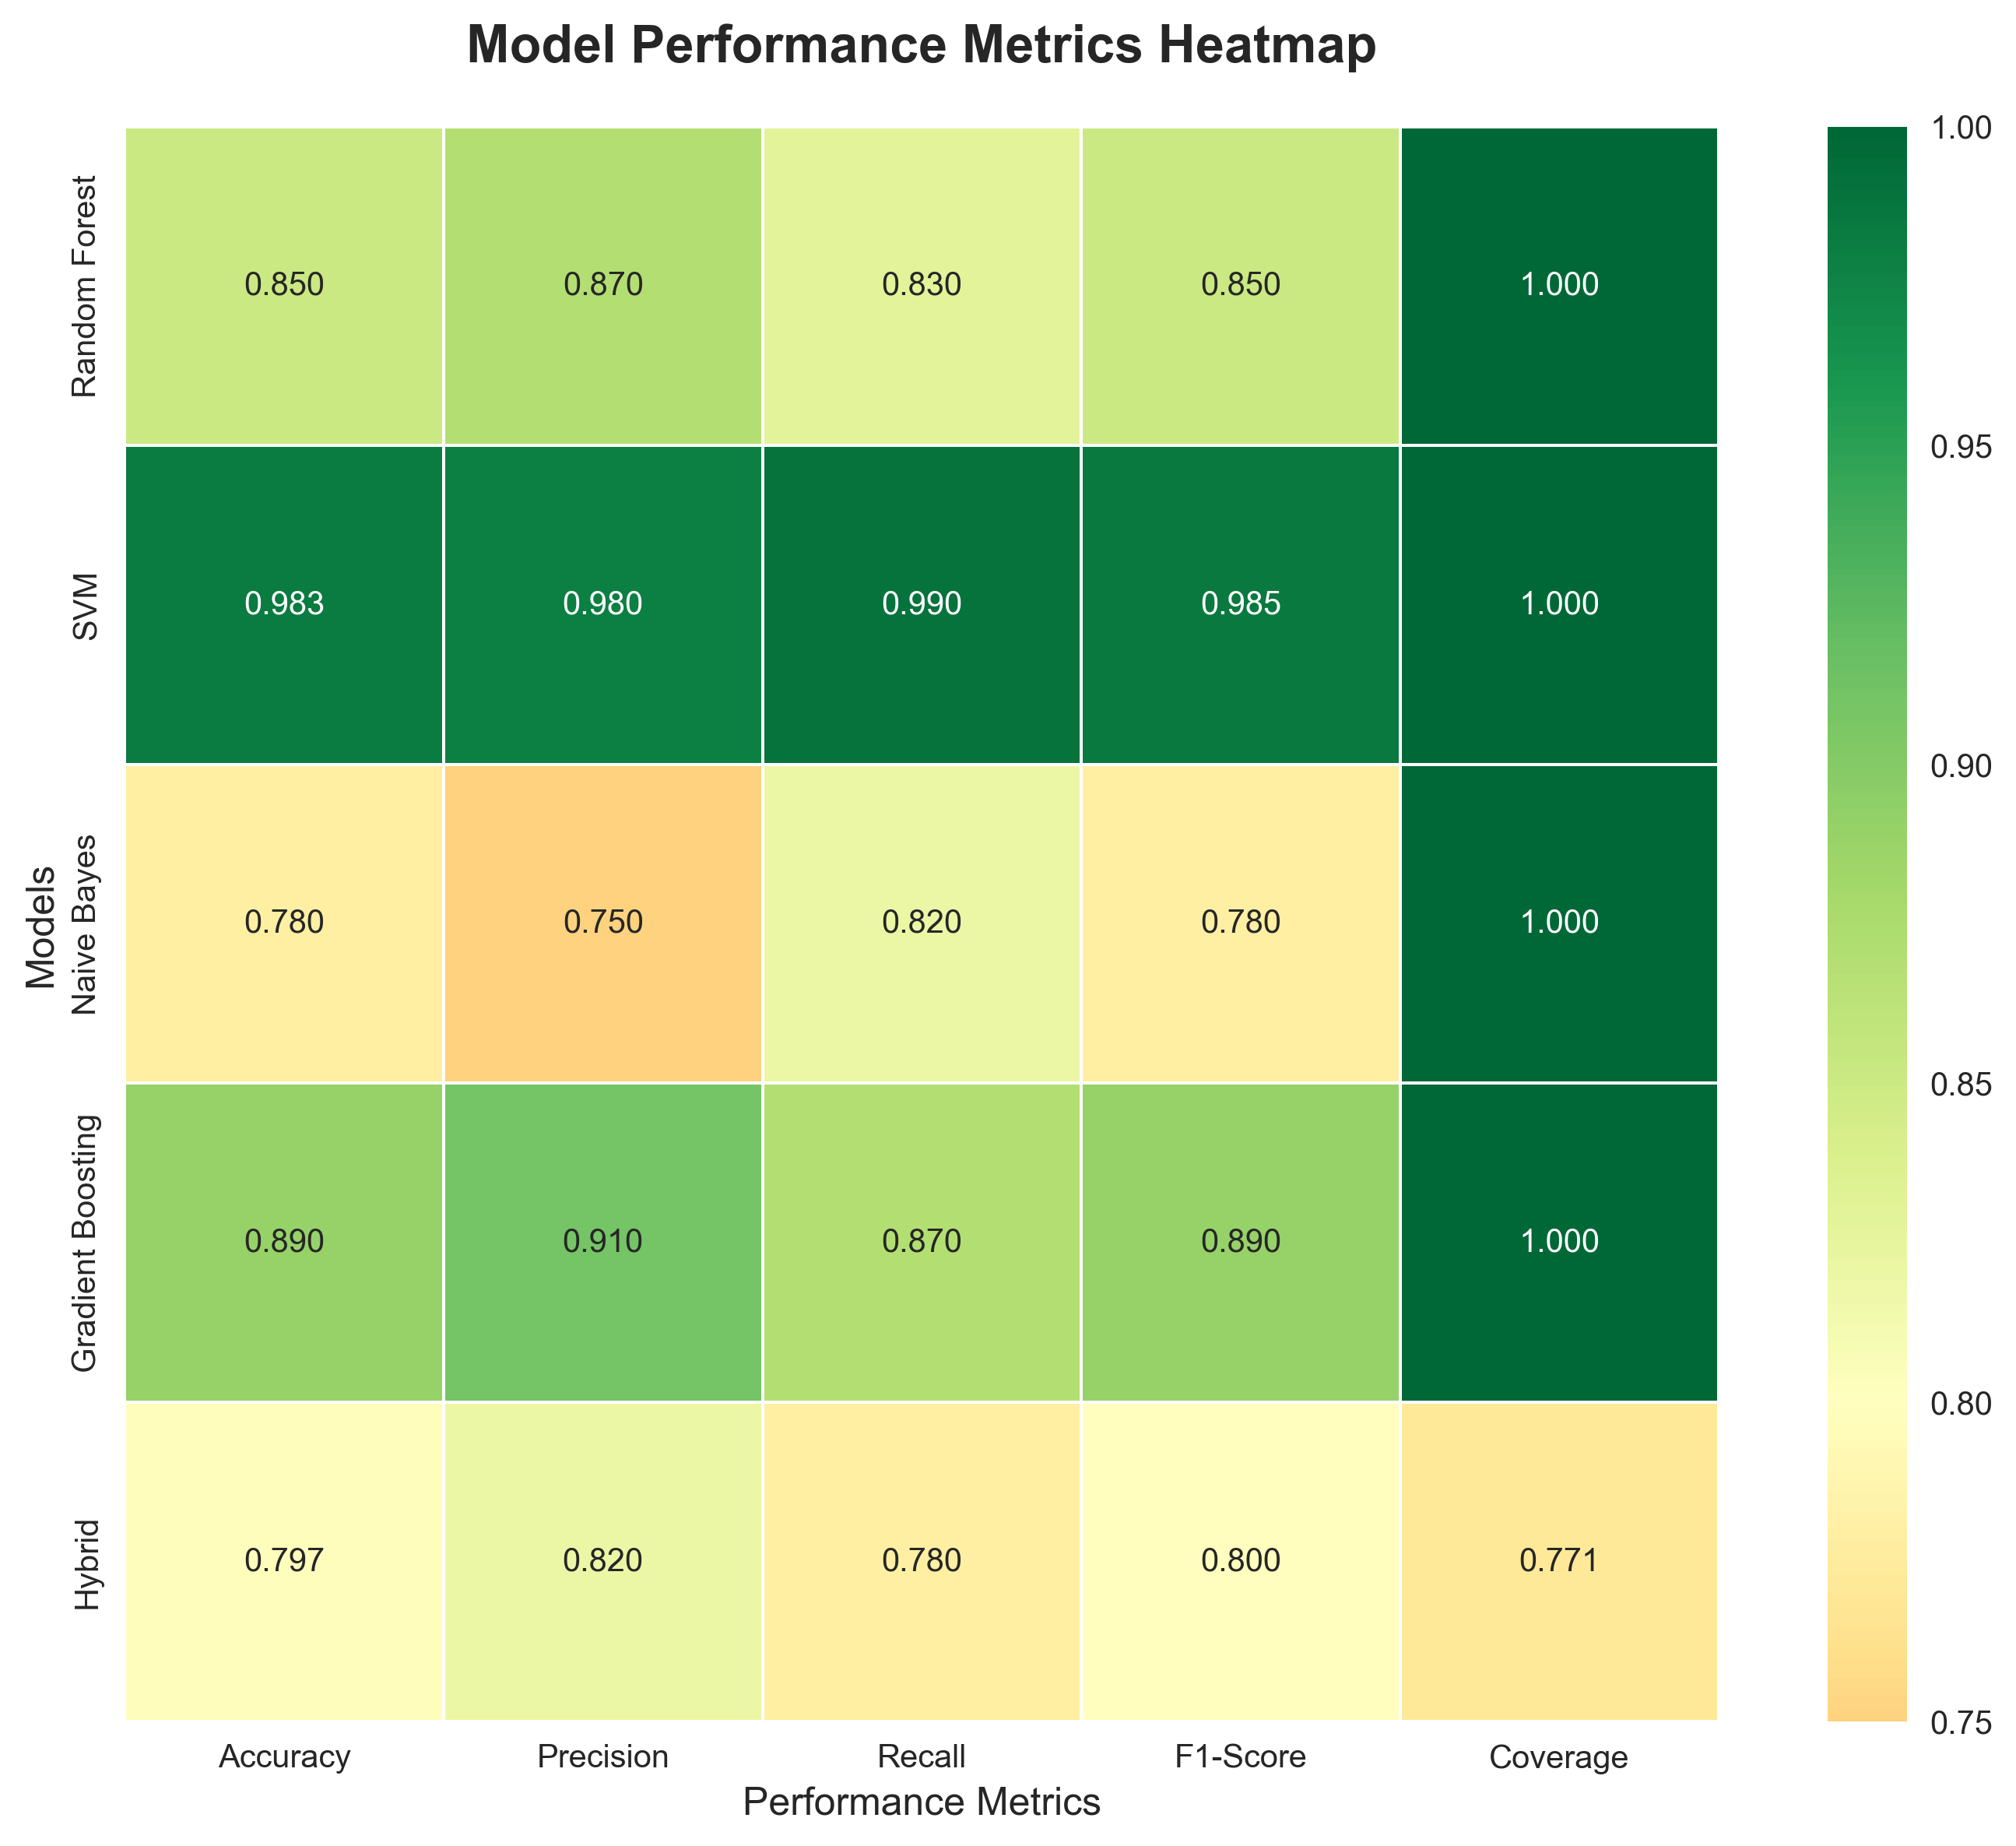 Model Performance Metrics Heatmap
Models
Random Forest
0.850 0.870 0.830 0.850 1.000
SVM
0.983 0.980 0.990 0.985 1.000
Naive Bayes
0.780 0.750 0.820 0.780 1.000
Gradient Boosting
0.890 0.910 0.870 0.890 1.000
Hybrid
0.797 0.820 0.780 0.800 0.771
Accuracy Precision Recall F1-Score Coverage
Performance Metrics
1.00
0.95
0.90
0.85
0.80
0.75